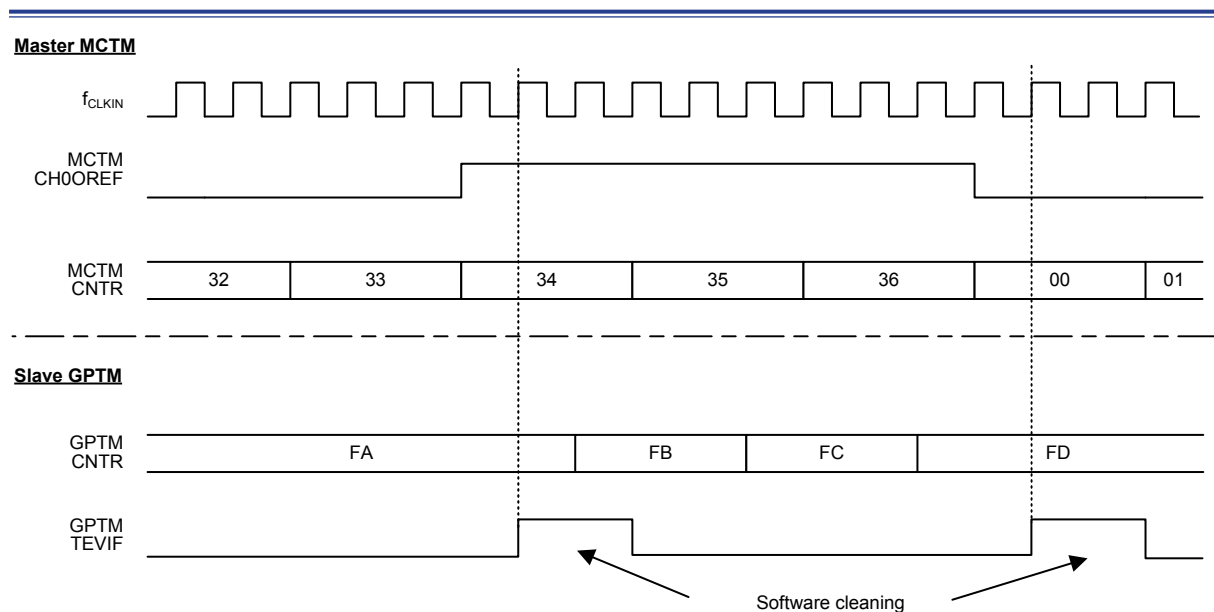 Master MCTM
fCLKIN
MCTM
CH0OREF
MCTM
CNTR
32 33 34 35 36 00 01
Slave GPTM
GPTM
CNTR
FA FB FC FD
GPTM
TEVIF
Software cleaning